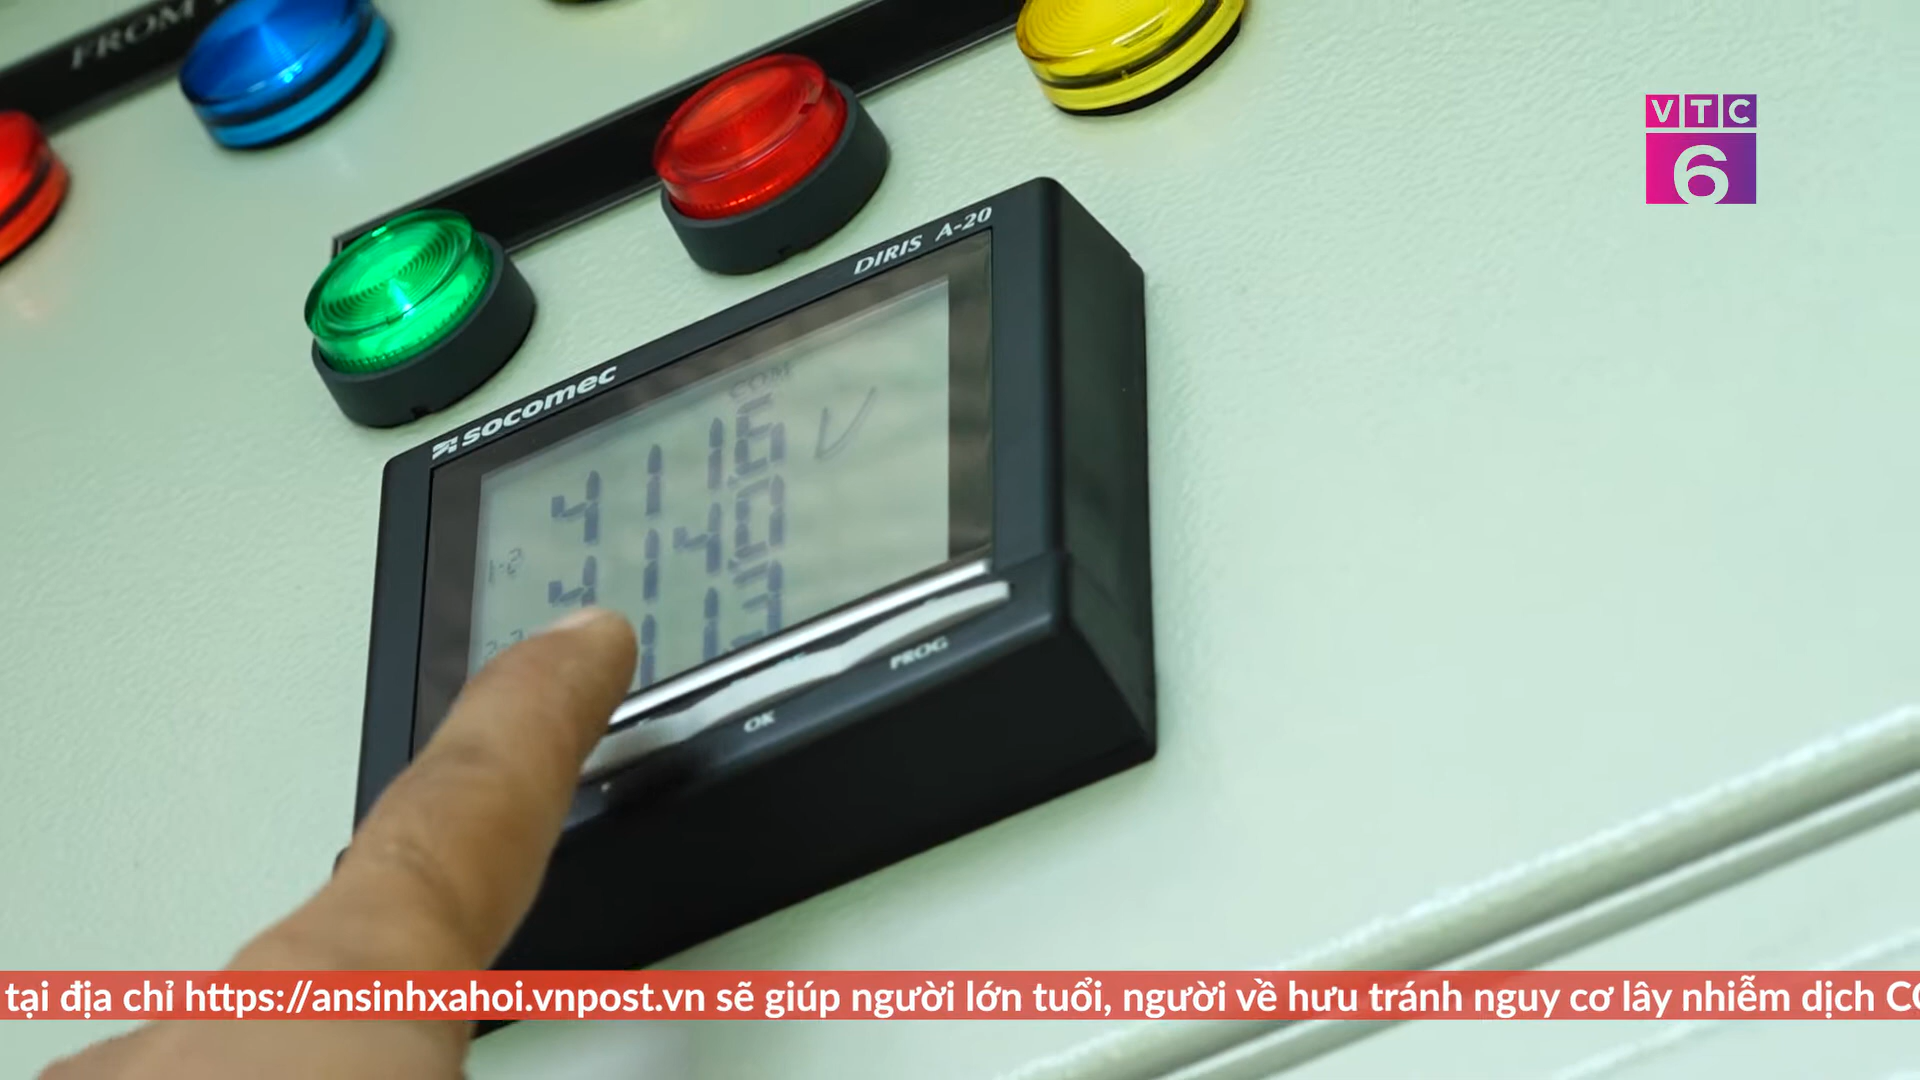 FROM
VTC
6
DIRIS A-20
socomec
COM
PROG
OK
tại địa chỉ https://ansinhxahoi.vnpost.vn sẽ giúp người lớn tuổi, người về hưu tránh nguy cơ lây nhiễm dịch